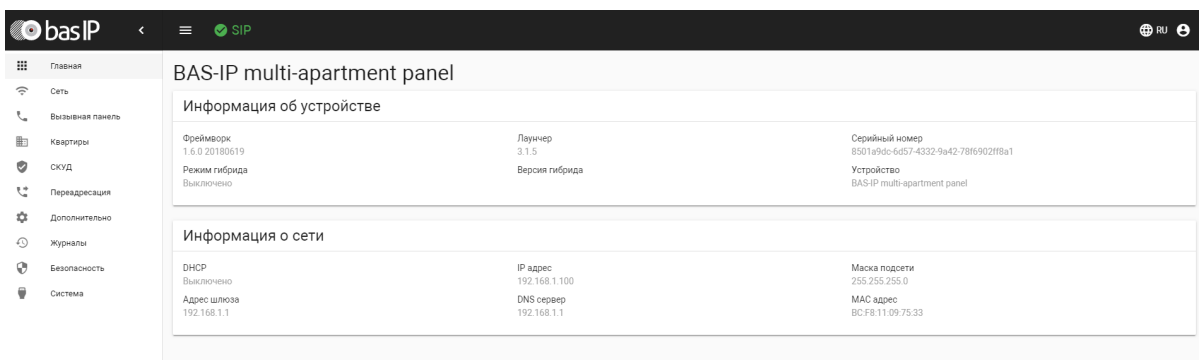 bas IP
SIP
RU
Главная
Сеть
Вызывная панель
Квартиры
СКУД
Переадресация
Дополнительно
Журналы
Безопасность
Система
BAS-IP multi-apartment panel
Информация об устройстве
Фреймворк Лаунчер Серийный номер
1.6.0 20180619 3.1.5 8501a9dc-6d57-4332-9a42-78f6902ff8a1
Режим гибрида Версия гибрида Устройство
Выключено BAS-IP multi-apartment panel
Информация о сети
DHCP IP адрес Маска подсети
Выключено 192.168.1.100 255.255.255.0
Адрес шлюза DNS сервер MAC адрес
192.168.1.1 192.168.1.1 BC:F8:11:09:75:33